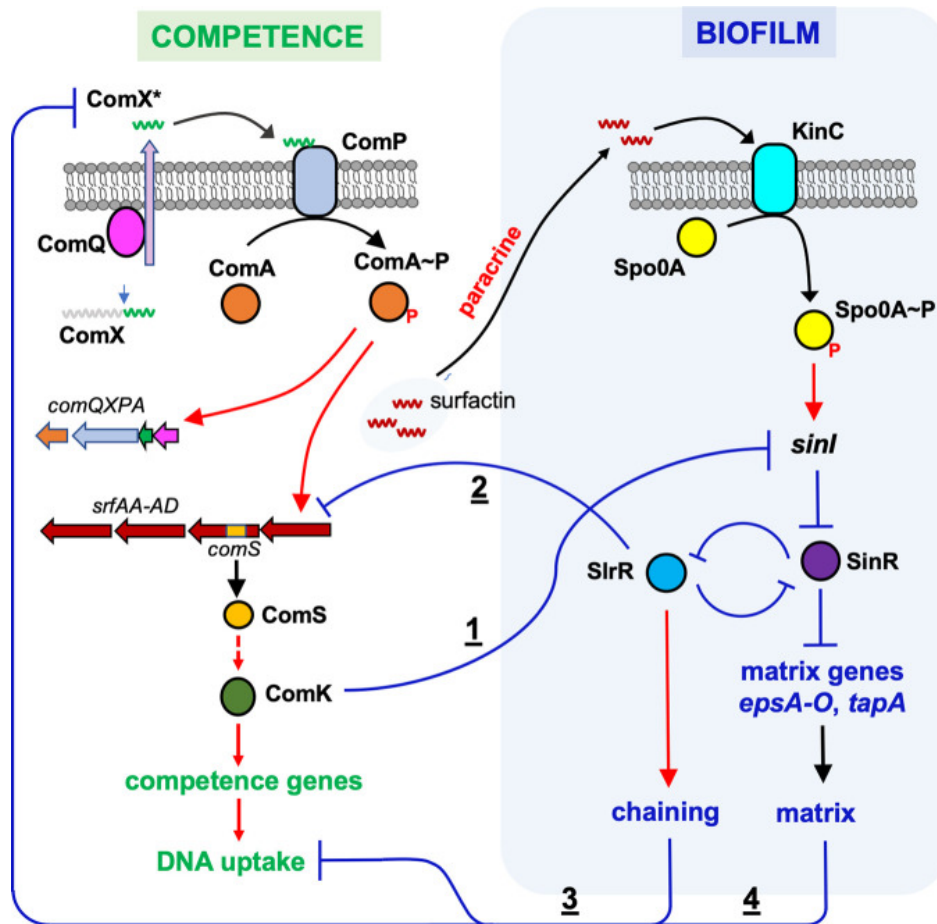 COMPETENCE
BIOFILM
ComX*
ComP
KinC
ComQ
ComA
ComA~P
P
ComX
paracrine
Spo0A
Spo0A~P
P
comQXPA
surfactin
sinI
srfAA-AD
comS
2
SlrR
SinR
ComS
1
ComK
matrix genes
epsA-O, tapA
competence genes
chaining
matrix
DNA uptake
3
4